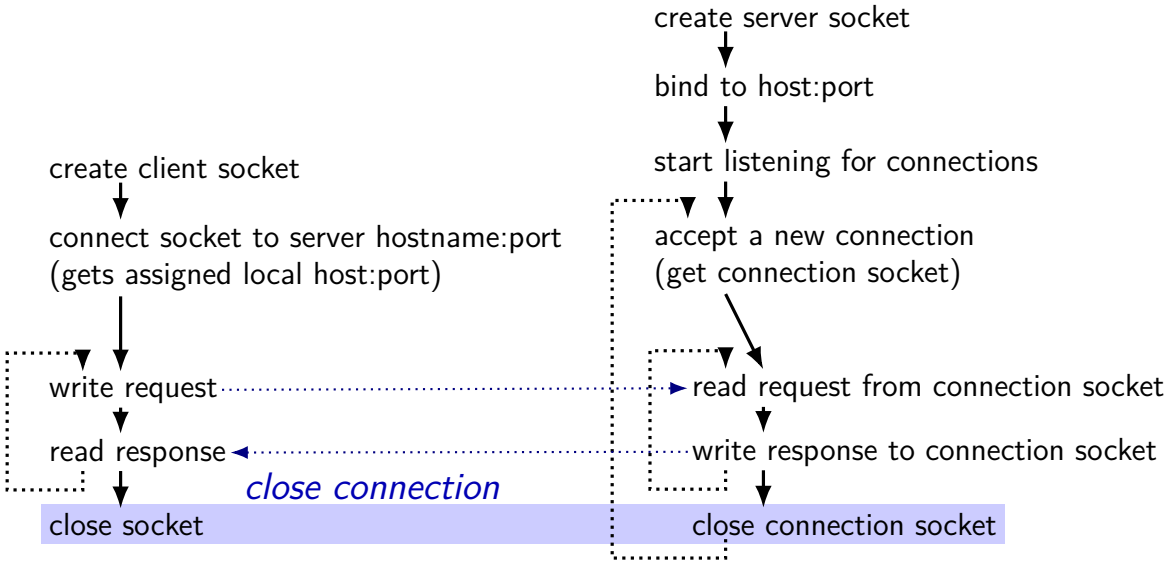 create server socket
bind to host:port
start listening for connections
accept a new connection
(get connection socket)
create client socket
connect socket to server hostname:port
(gets assigned local host:port)
write request
read request from connection socket
read response
write response to connection socket
close connection
close socket
close connection socket